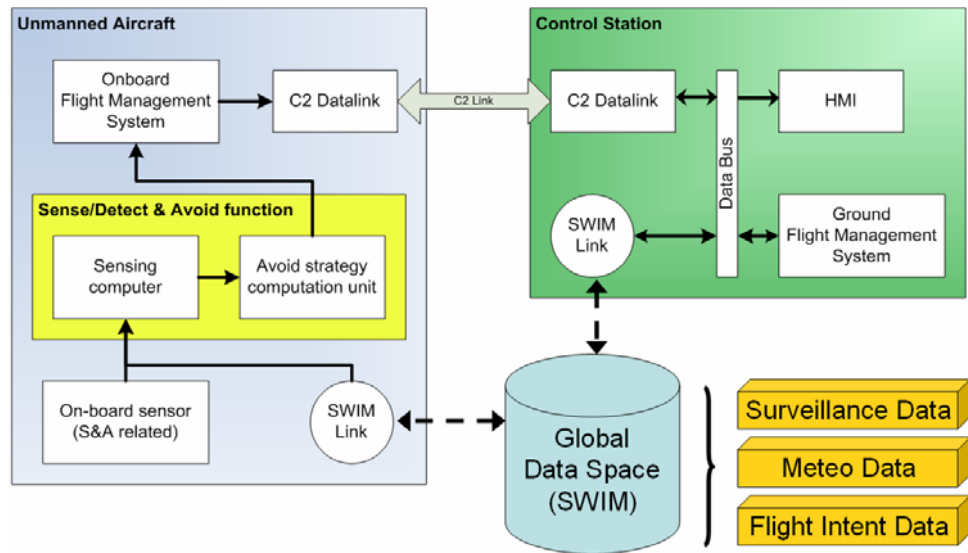 Unmanned Aircraft
Onboard
Flight Management
System
C2 Datalink
C2 Link
Sense/Detect & Avoid function
Sensing
computer
Avoid strategy
computation unit
On-board sensor
(S&A related)
SWIM
Link
Control Station
C2 Datalink
Data Bus
HMI
SWIM
Link
Ground
Flight Management
System
Global
Data Space
(SWIM)
Surveillance Data
Meteo Data
Flight Intent Data